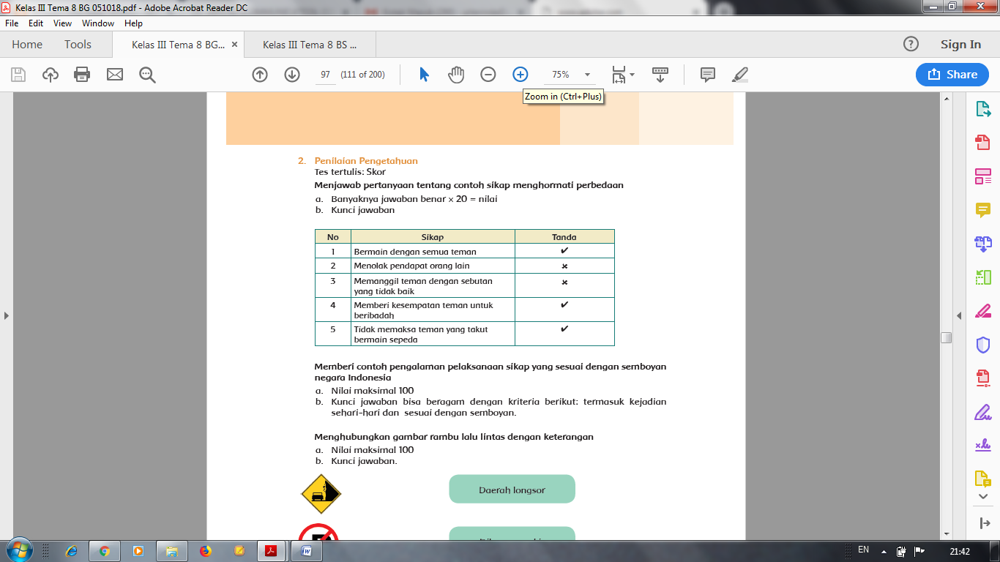 Kelas III Tema 8 BG 051018.pdf - Adobe Acrobat Reader DC
File Edit View Window Help
Home Tools Kelas III Tema 8 BG... × Kelas III Tema 8 BS ... Sign In
97 (111 of 200) 75% Share
Zoom in (Ctrl+Plus)
2. Penilaian Pengetahuan
Tes tertulis: Skor
Menjawab pertanyaan tentang contoh sikap menghormati perbedaan
a. Banyaknya jawaban benar × 20 = nilai
b. Kunci jawaban
No Sikap Tanda
1 Bermain dengan semua teman ✔
2 Menolak pendapat orang lain ×
3 Memanggil teman dengan sebutan ×
yang tidak baik
4 Memberi kesempatan teman untuk ✔
beribadah
5 Tidak memaksa teman yang takut ✔
bermain sepeda
Memberi contoh pengalaman pelaksanaan sikap yang sesuai dengan semboyan
negara Indonesia
a. Nilai maksimal 100
b. Kunci jawaban bisa beragam dengan kriteria berikut: termasuk kejadian
sehari-hari dan sesuai dengan semboyan.
Menghubungkan gambar rambu lalu lintas dengan keterangan
a. Nilai maksimal 100
b. Kunci jawaban.
Daerah longsor
EN 21:42